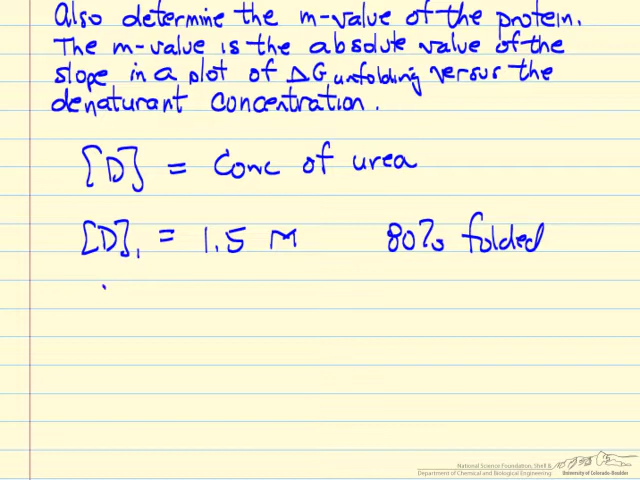 Also determine the m-value of the protein.
The m-value is the absolute value of the
slope in a plot of ΔG unfolding versus the
denaturant concentration.
[D] = Conc of urea
[D]₁ = 1.5 M 80% folded
National Science Foundation, Shell &
Department of Chemical and Biological Engineering
University of Colorado-Boulder